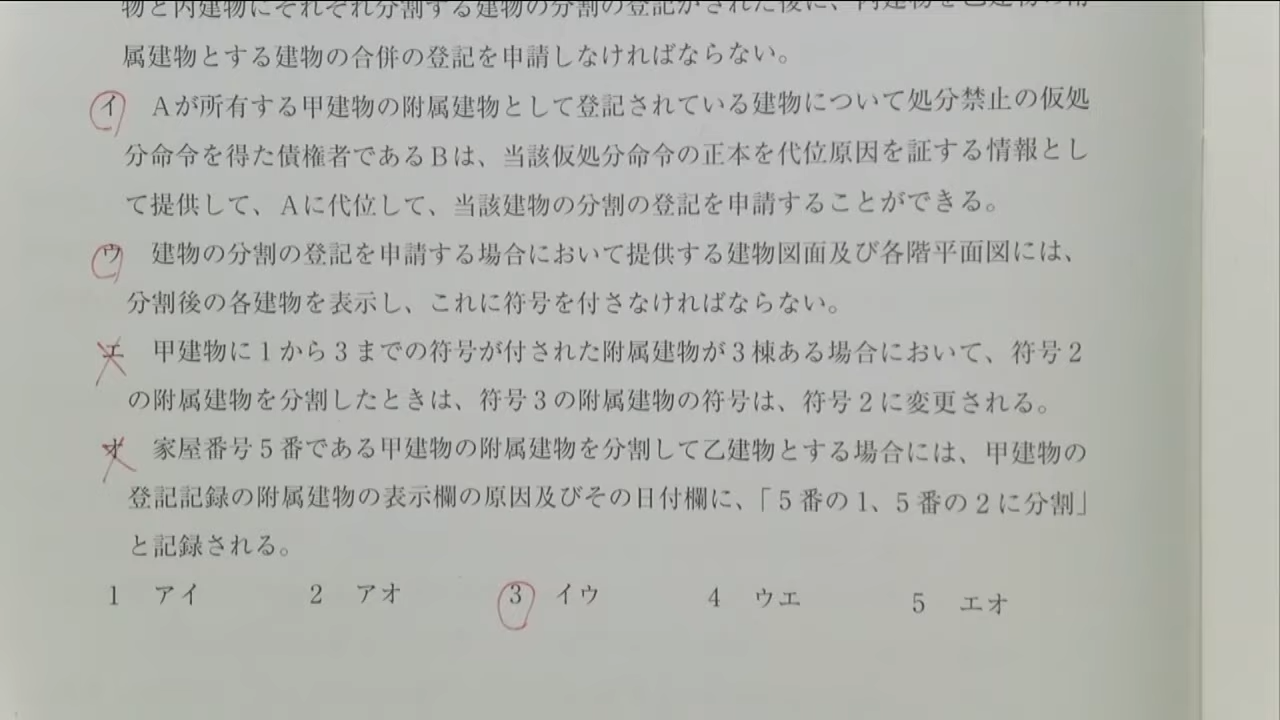 物と丙建物にそれぞれ分割する建物の分割の登記がされた後に、丙建物を乙建物の附
属建物とする建物の合併の登記を申請しなければならない。
イ　Aが所有する甲建物の附属建物として登記されている建物について処分禁止の仮処
分命令を得た債権者であるBは、当該仮処分命令の正本を代位原因を証する情報とし
て提供して、Aに代位して、当該建物の分割の登記を申請することができる。
ウ　建物の分割の登記を申請する場合において提供する建物図面及び各階平面図には、
分割後の各建物を表示し、これに符号を付さなければならない。
エ　甲建物に1から3までの符号が付された附属建物が3棟ある場合において、符号2
の附属建物を分割したときは、符号3の附属建物の符号は、符号2に変更される。
オ　家屋番号5番である甲建物の附属建物を分割して乙建物とする場合には、甲建物の
登記記録の附属建物の表示欄の原因及びその日付欄に、「5番の1、5番の2に分割」
と記録される。
1　アイ　2　アオ　3　イウ　4　ウエ　5　エオ